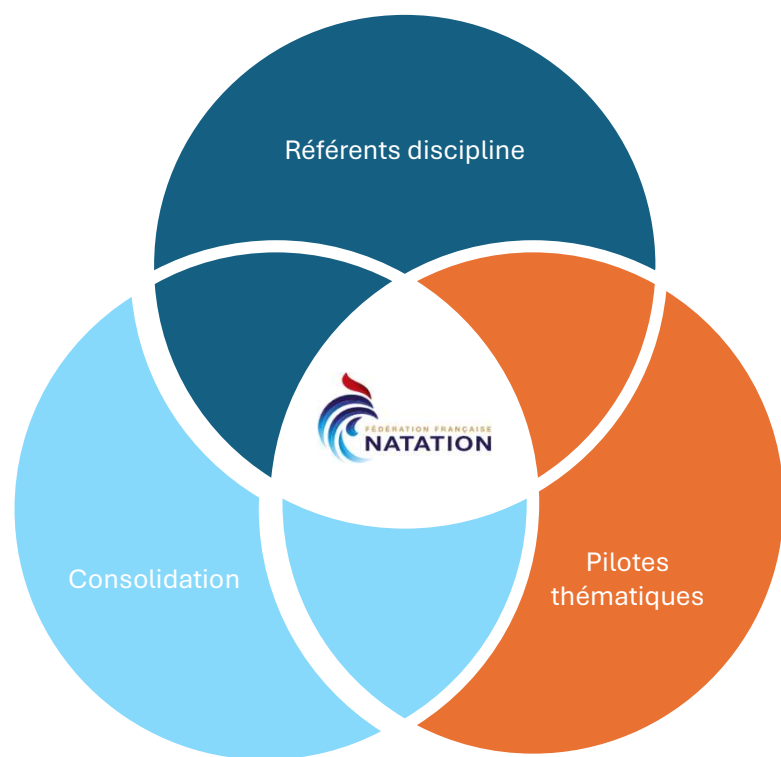 Référents discipline
FÉDÉRATION FRANÇAISE
NATATION
Consolidation
Pilotes
thématiques